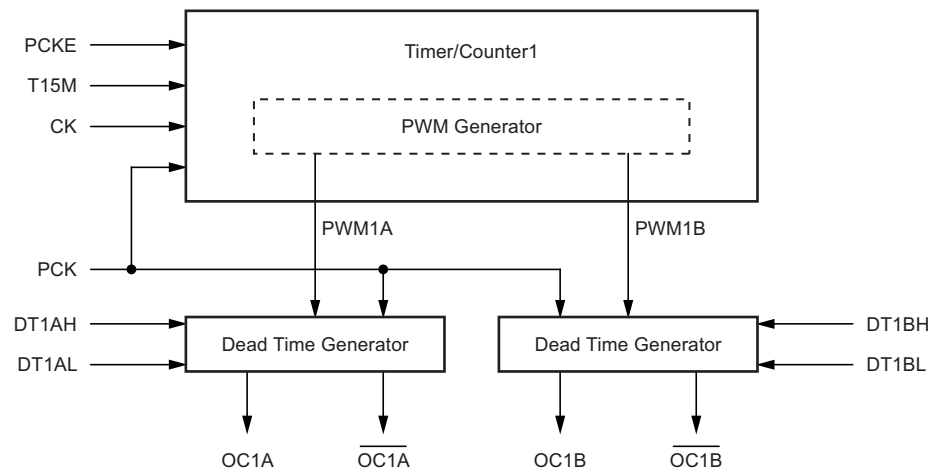 PCKE
Timer/Counter1
T15M
CK
PWM Generator
PWM1A
PWM1B
PCK
DT1AH
DT1BH
Dead Time Generator
Dead Time Generator
DT1AL
DT1BL
OC1A
OC1A
OC1B
OC1B